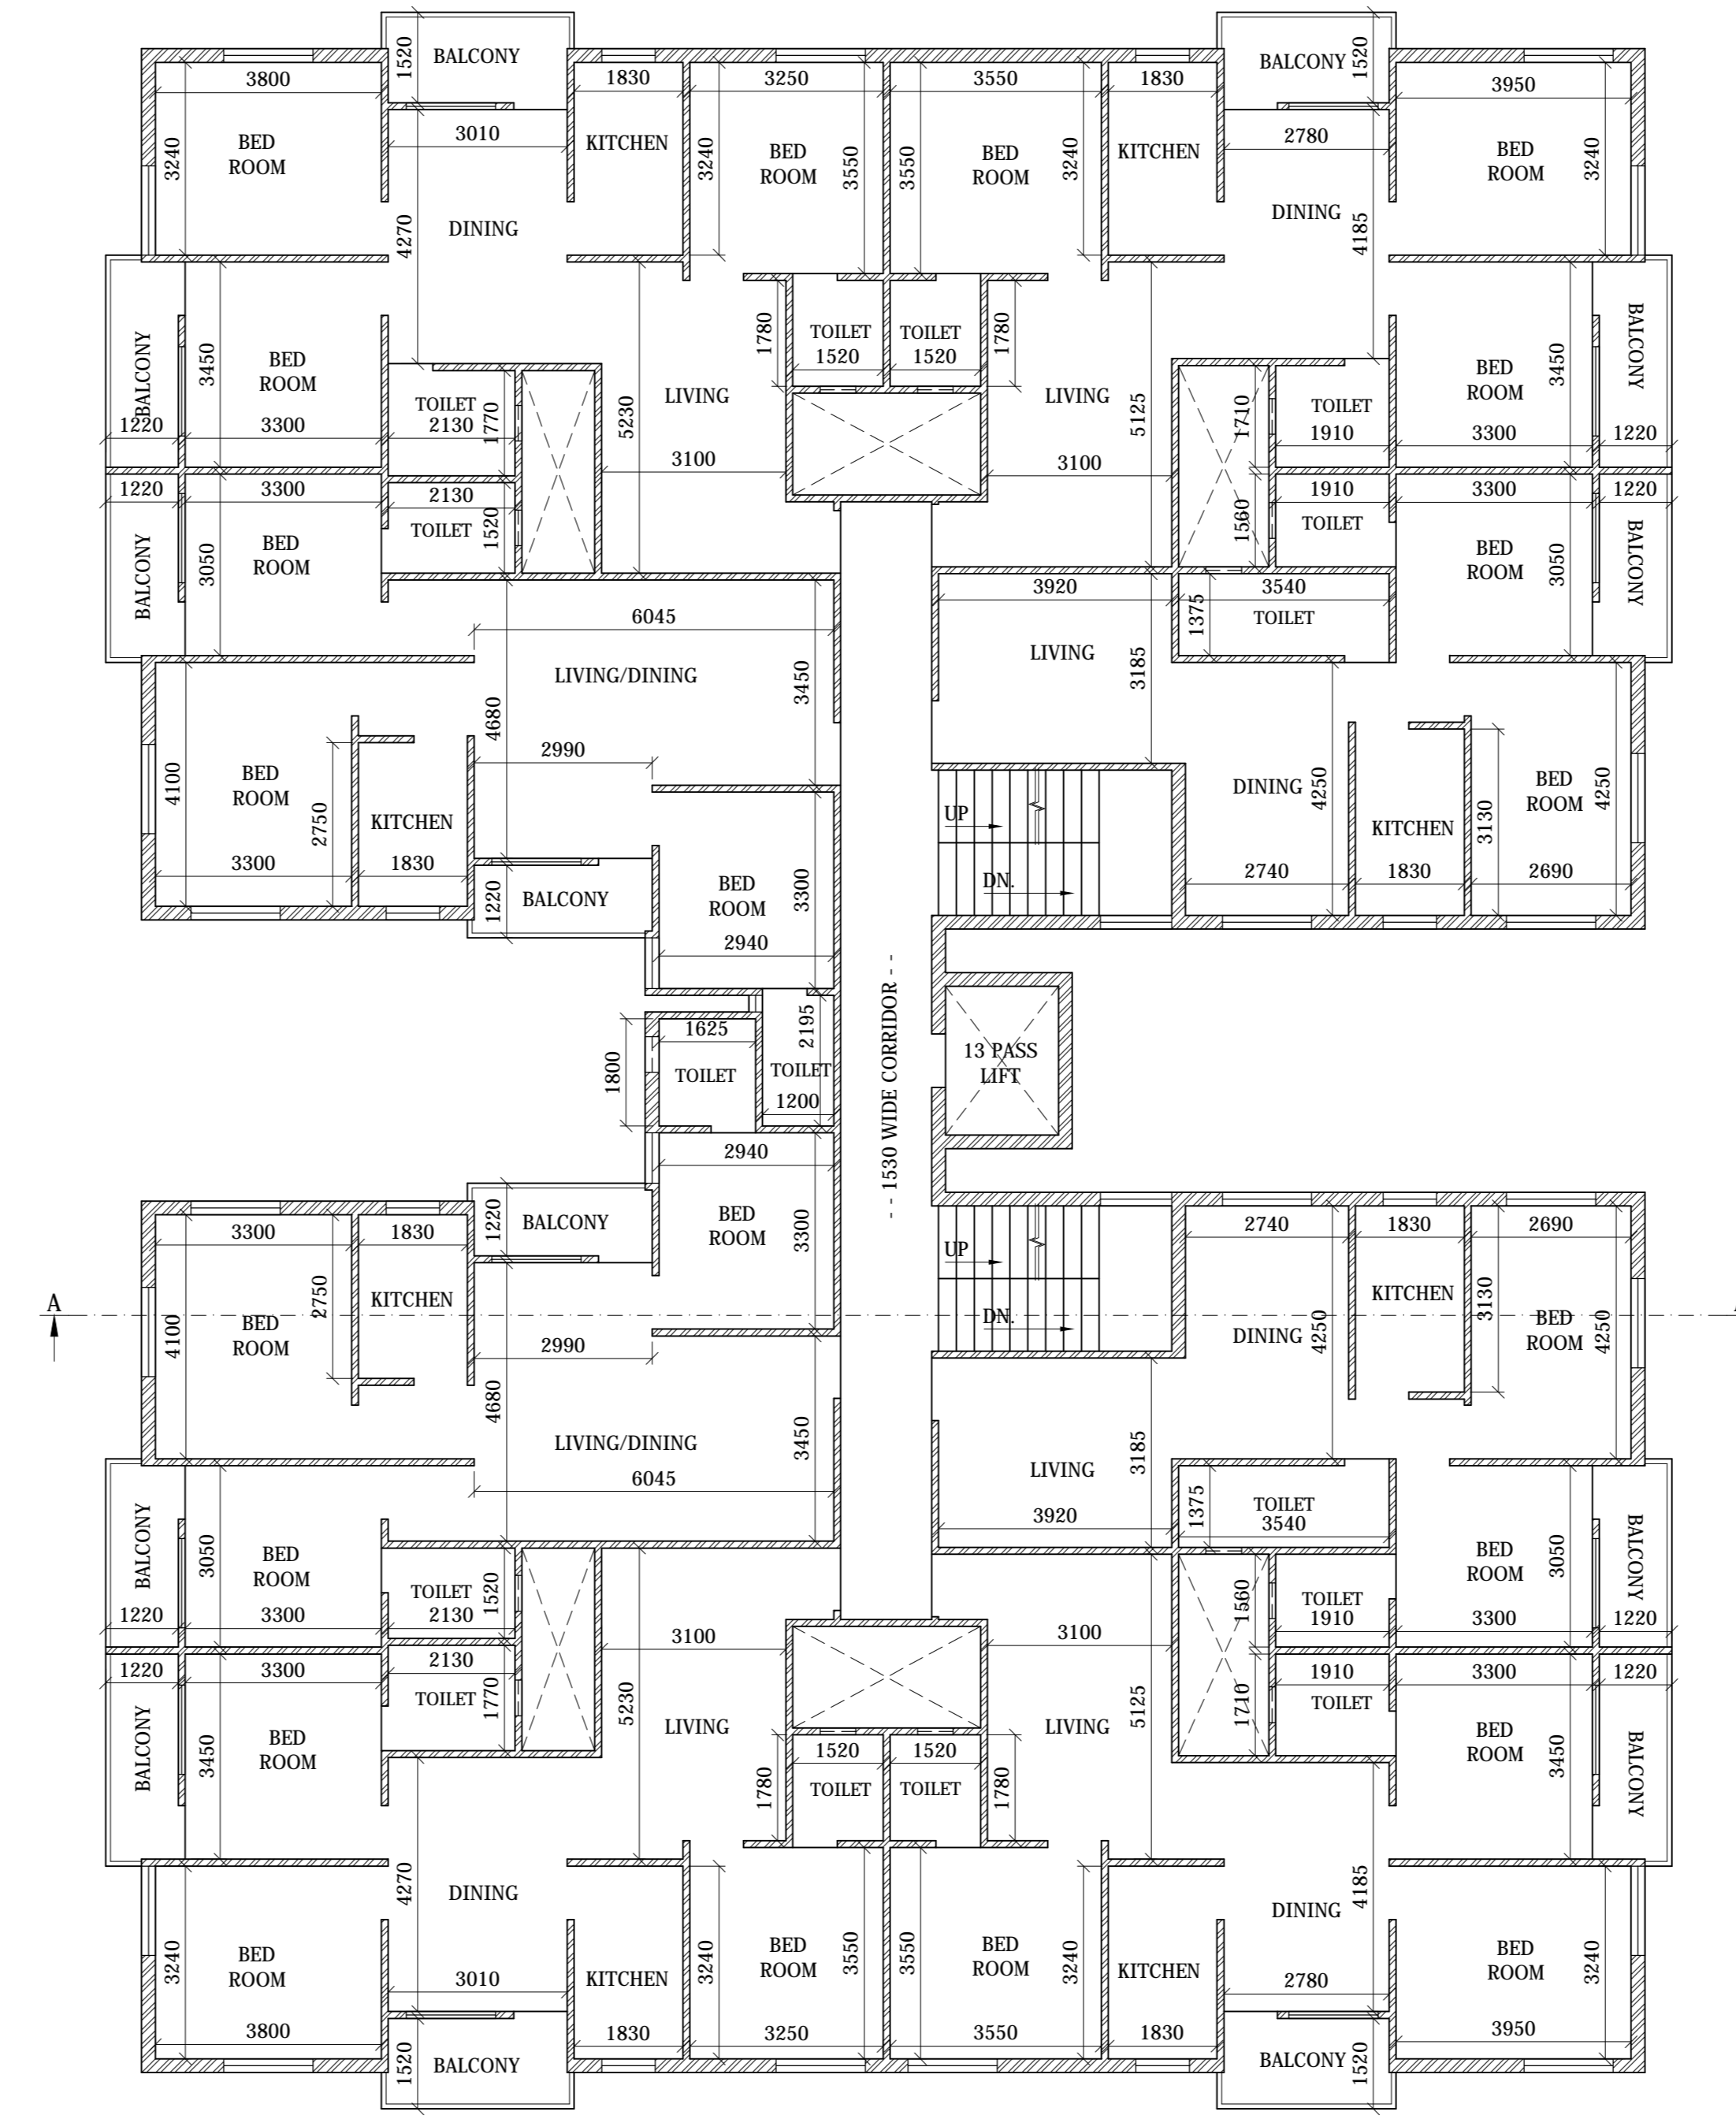 1520
BALCONY
BALCONY
1520
3800
1830
3250
3550
1830
3950
3010
2780
3240
BED
ROOM
KITCHEN
3240
BED
ROOM
3550
3550
BED
ROOM
3240
KITCHEN
BED
ROOM
3240
4270
DINING
DINING
4185
BALCONY
3450
BED
ROOM
TOILET
2130
1770
5230
LIVING
1780
TOILET
1520
TOILET
1520
1780
LIVING
5125
1710
TOILET
1910
BED
ROOM
3450
BALCONY
1220
3300
3100
3100
3300
1220
1220
3300
2130
1910
3300
1220
BALCONY
3050
BED
ROOM
TOILET
1520
1560
TOILET
BED
ROOM
3050
BALCONY
6045
3920
3540
1375
TOILET
LIVING/DINING
3450
LIVING
3185
4680
2990
4100
BED
ROOM
2750
KITCHEN
3300
1830
1220
BALCONY
BED
ROOM
3300
2940
UP
DN.
DINING
4250
KITCHEN
3130
BED
ROOM
4250
2740
1830
2690
1625
2195
1800
TOILET
TOILET
1200
- - 1530 WIDE CORRIDOR - -
13 PASS
LIFT
2940
1220
BALCONY
BED
ROOM
3300
3300
1830
2740
1830
2690
UP
DN.
A
4100
BED
ROOM
2750
KITCHEN
DINING
4250
KITCHEN
3130
BED
ROOM
4250
2990
4680
LIVING/DINING
3450
6045
LIVING
3185
3920
1375
TOILET
3540
BALCONY
3050
BED
ROOM
TOILET
1520
1560
TOILET
BED
ROOM
3050
BALCONY
1220
3300
2130
3100
3100
1910
3300
1220
1220
3300
2130
1910
3300
1220
BALCONY
3450
BED
ROOM
TOILET
1770
5230
LIVING
1780
1520
TOILET
1520
TOILET
1780
LIVING
5125
1710
TOILET
BED
ROOM
3450
BALCONY
4270
DINING
DINING
4185
3240
BED
ROOM
KITCHEN
3240
BED
ROOM
3550
3550
BED
ROOM
3240
KITCHEN
BED
ROOM
3240
3010
2780
3800
1830
3250
3550
1830
3950
1520
BALCONY
BALCONY
1520